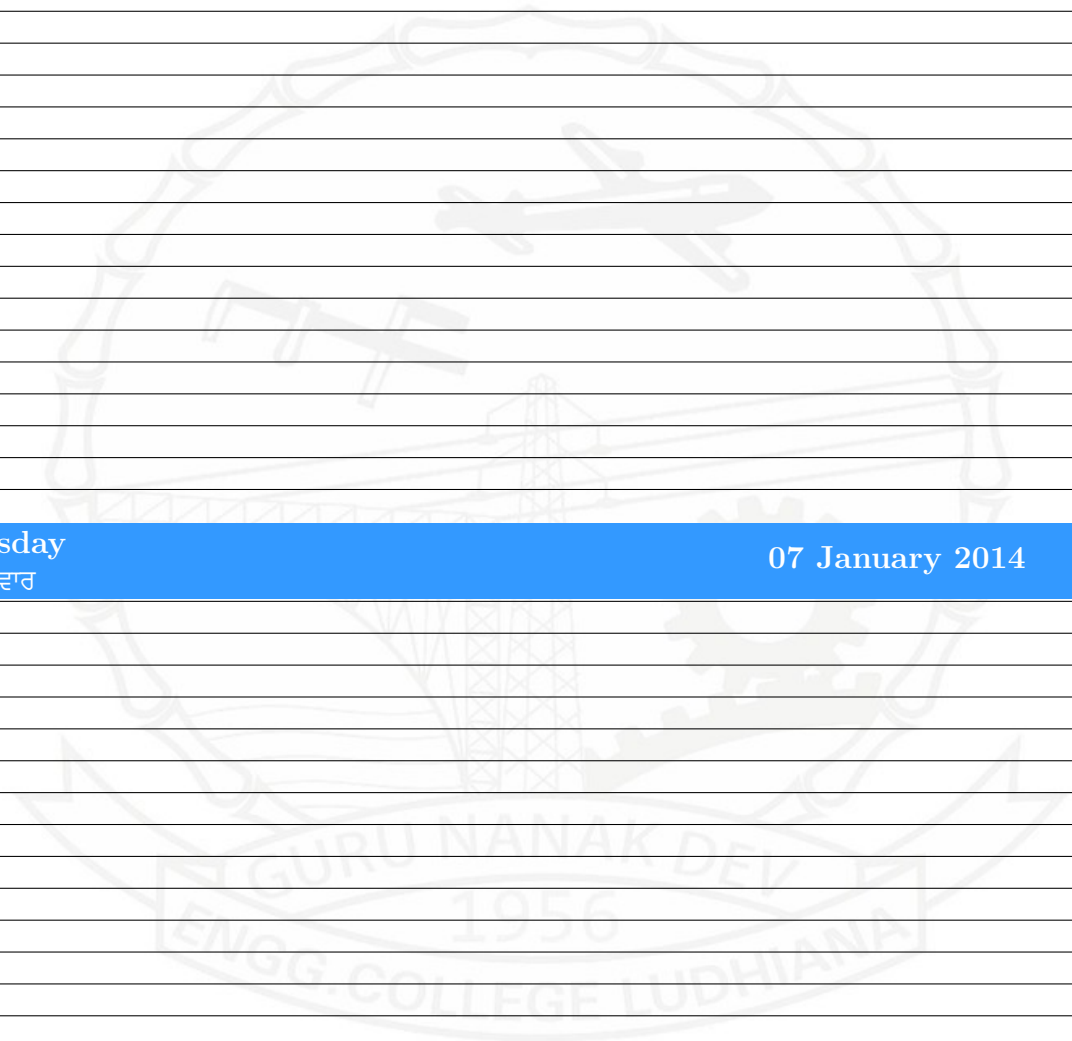 sday
ਵਾਰ
07 January 2014
GURU NANAK DEV
1956
ENGG. COLLEGE LUDHIANA